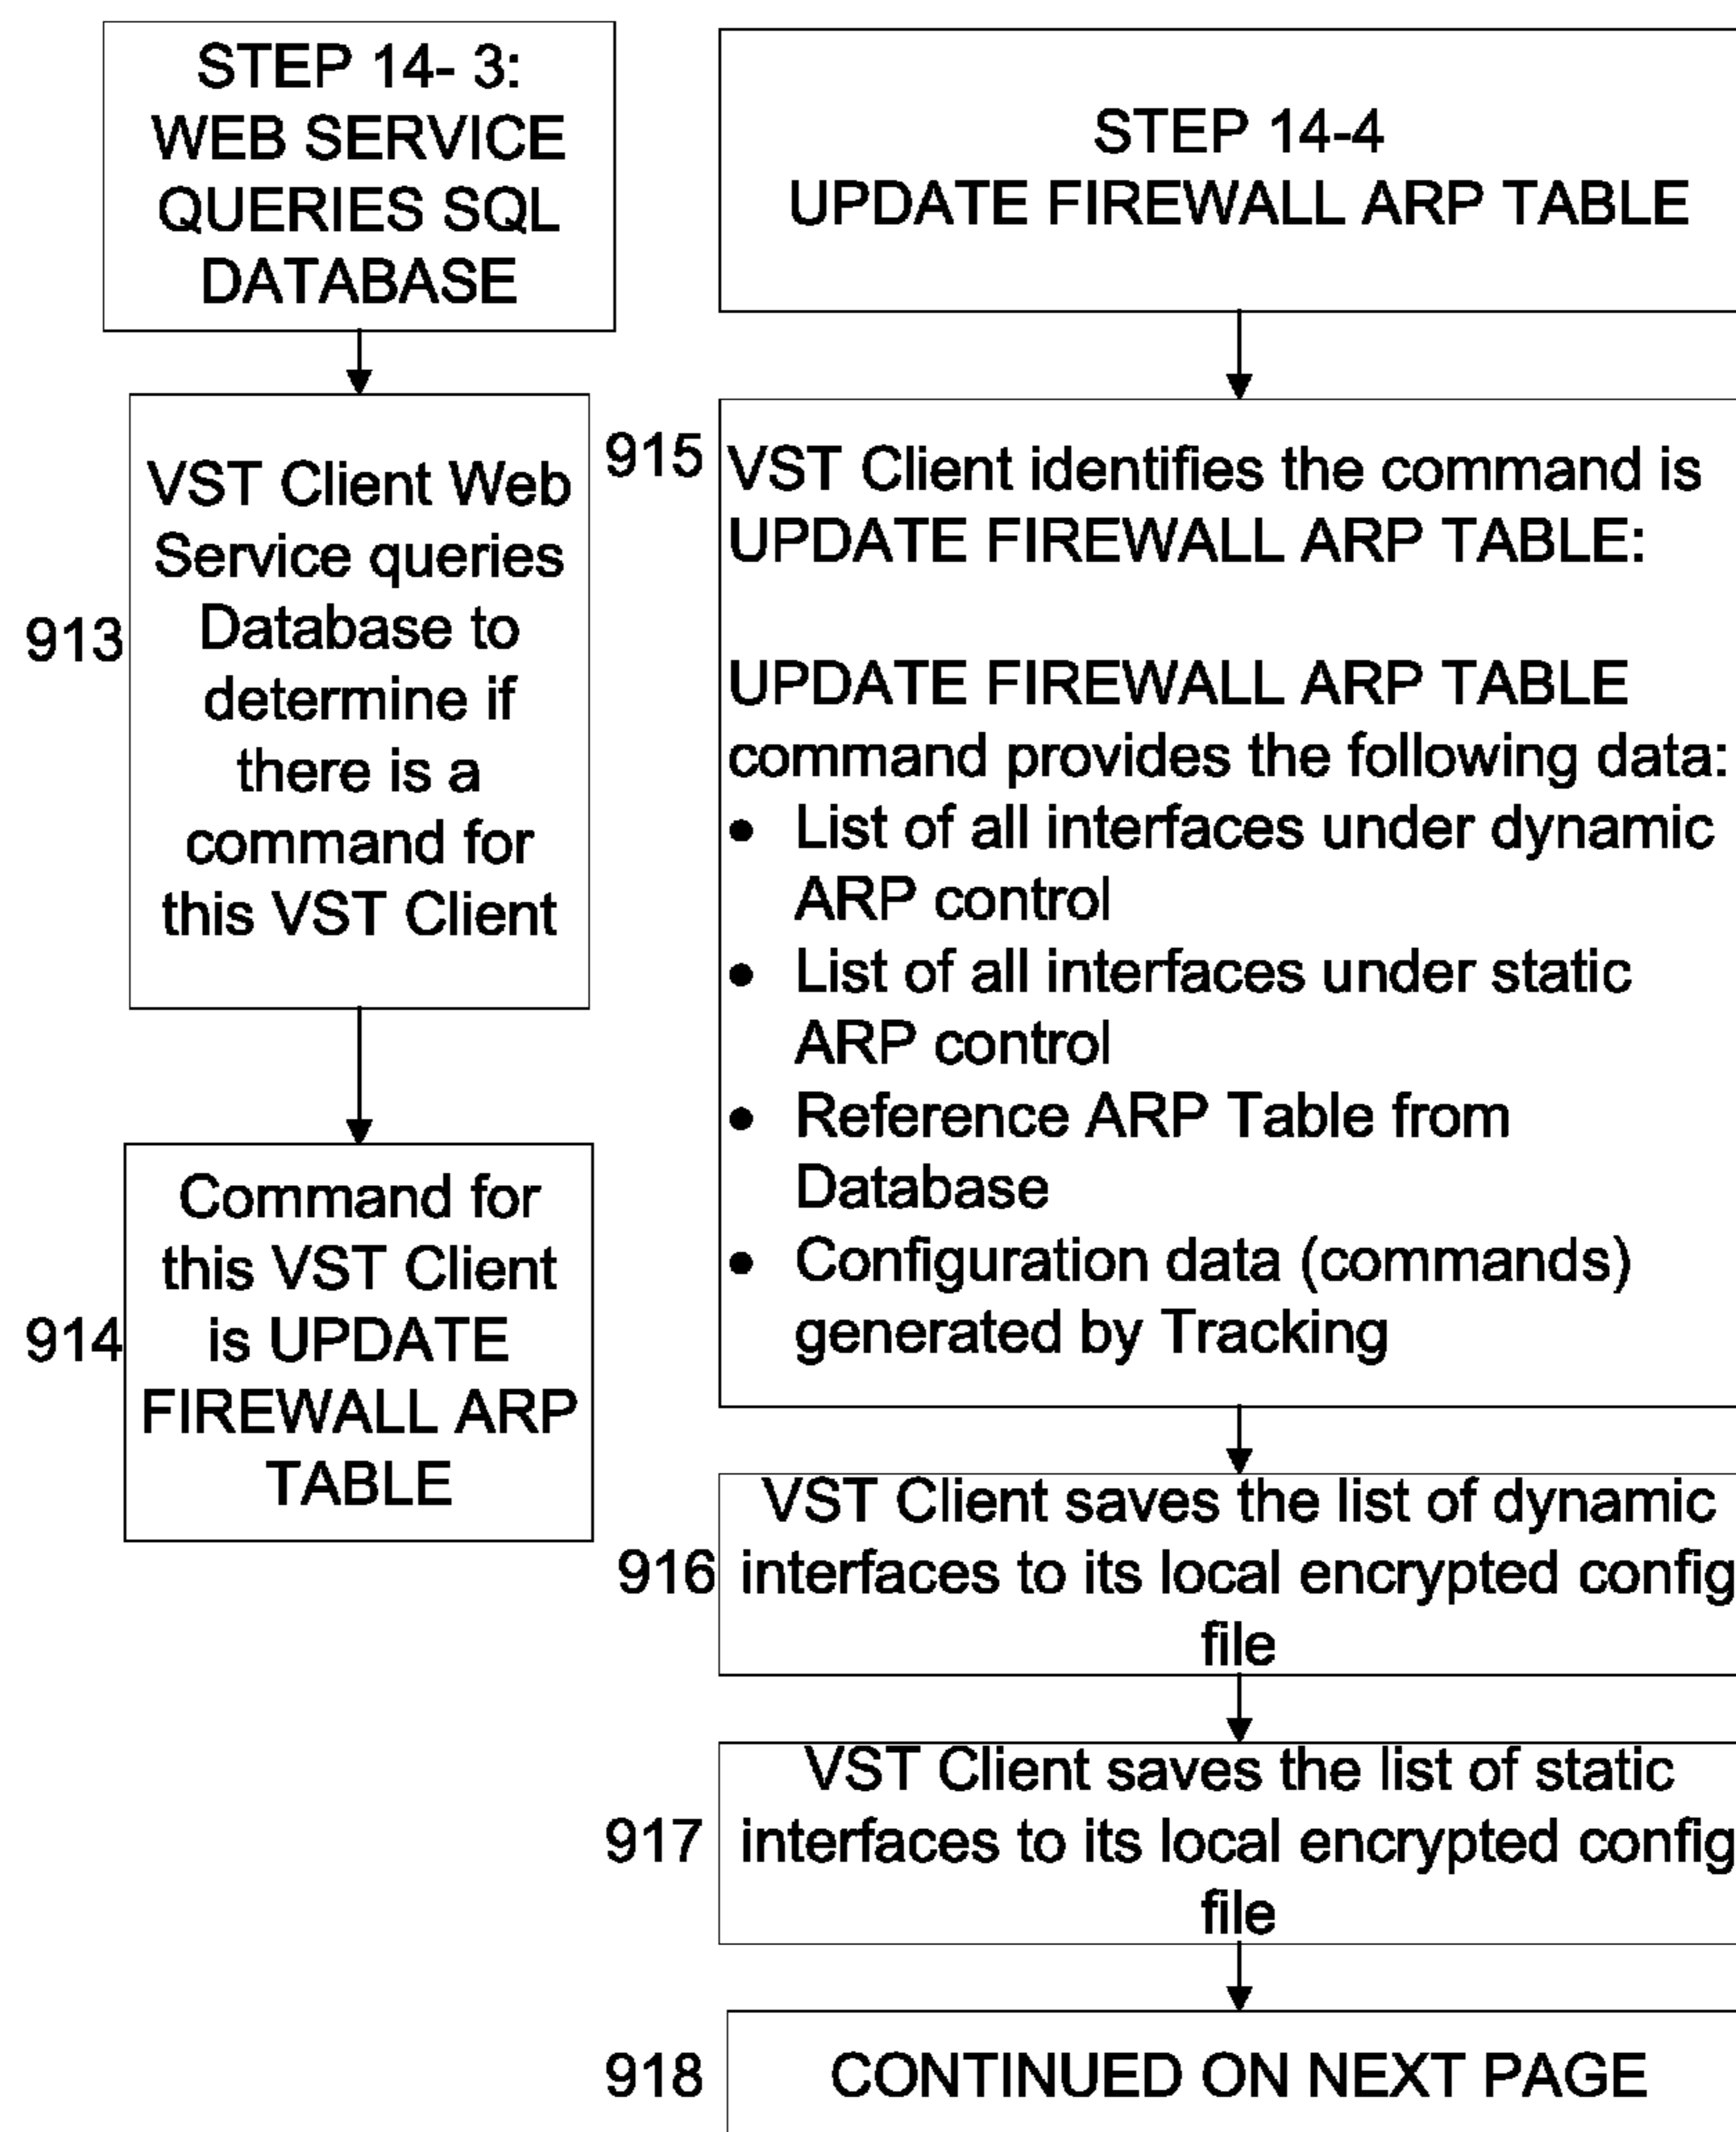 STEP 14- 3:
WEB SERVICE
QUERIES SQL
DATABASE
913
VST Client Web
Service queries
Database to
determine if
there is a
command for
this VST Client
914
Command for
this VST Client
is UPDATE
FIREWALL ARP
TABLE
STEP 14-4
UPDATE FIREWALL ARP TABLE
915
VST Client identifies the command is
UPDATE FIREWALL ARP TABLE:
UPDATE FIREWALL ARP TABLE
command provides the following data:
• List of all interfaces under dynamic
ARP control
• List of all interfaces under static
ARP control
• Reference ARP Table from
Database
• Configuration data (commands)
generated by Tracking
916
VST Client saves the list of dynamic
interfaces to its local encrypted config
file
917
VST Client saves the list of static
interfaces to its local encrypted config
file
918
CONTINUED ON NEXT PAGE